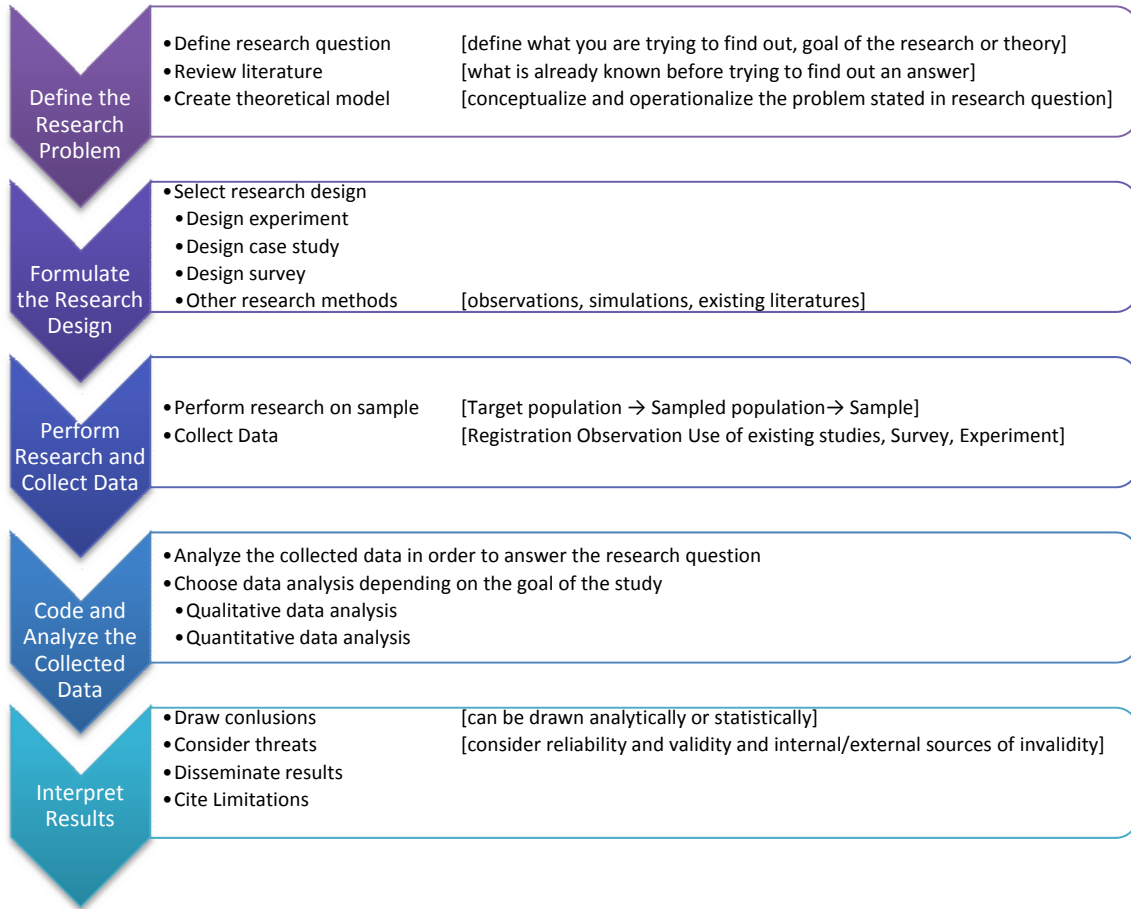 Define the
Research
Problem
•Define research question [define what you are trying to find out, goal of the research or theory]
•Review literature [what is already known before trying to find out an answer]
•Create theoretical model [conceptualize and operationalize the problem stated in research question]
Formulate
the Research
Design
•Select research design
•Design experiment
•Design case study
•Design survey
•Other research methods [observations, simulations, existing literatures]
Perform
Research and
Collect Data
•Perform research on sample [Target population → Sampled population→ Sample]
•Collect Data [Registration Observation Use of existing studies, Survey, Experiment]
Code and
Analyze the
Collected
Data
•Analyze the collected data in order to answer the research question
•Choose data analysis depending on the goal of the study
•Qualitative data analysis
•Quantitative data analysis
Interpret
Results
•Draw conlusions [can be drawn analytically or statistically]
•Consider threats [consider reliability and validity and internal/external sources of invalidity]
•Disseminate results
•Cite Limitations